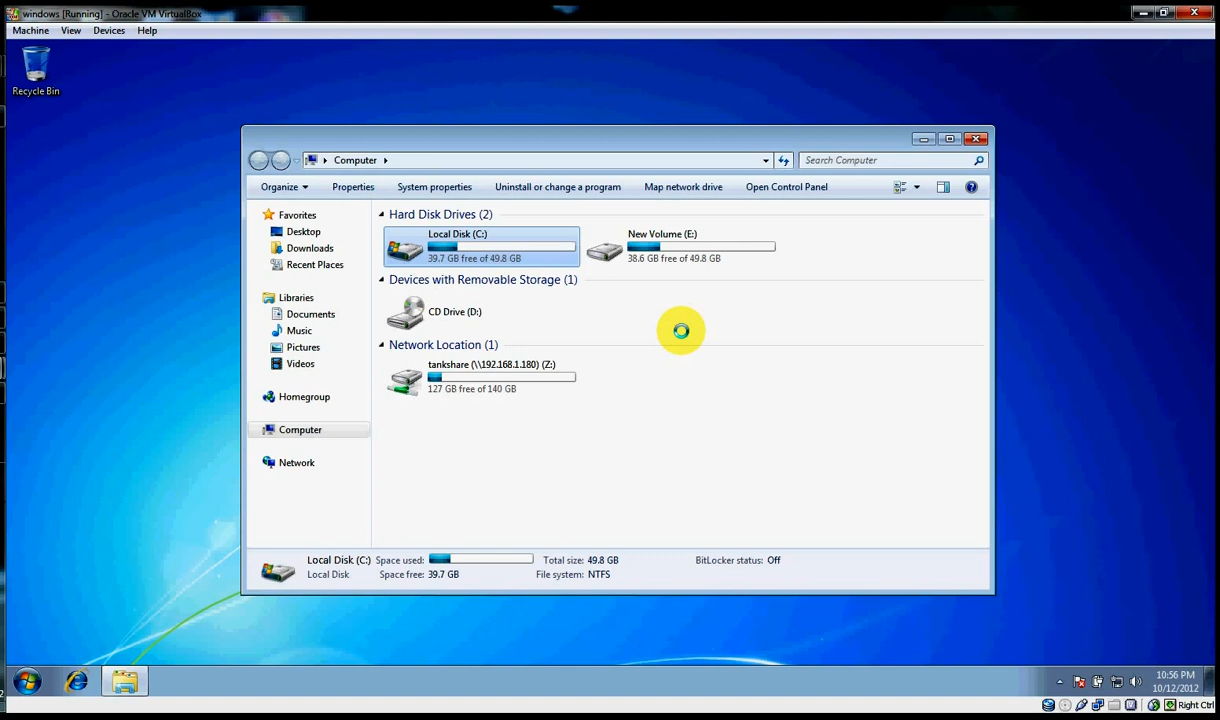 windows [Running] - Oracle VM VirtualBox
Machine View Devices Help
Recycle Bin
Computer
Search Computer
Organize Properties System properties Uninstall or change a program Map network drive Open Control Panel
Favorites
Desktop
Downloads
Recent Places
Libraries
Documents
Music
Pictures
Videos
Homegroup
Computer
Network
Hard Disk Drives (2)
Local Disk (C:)
39.7 GB free of 49.8 GB
New Volume (E:)
38.6 GB free of 49.8 GB
Devices with Removable Storage (1)
CD Drive (D:)
Network Location (1)
tankshare (\\192.168.1.180) (Z:)
127 GB free of 140 GB
Local Disk (C:) Space used: Total size: 49.8 GB BitLocker status: Off
Local Disk Space free: 39.7 GB File system: NTFS
10:56 PM
10/12/2012
Right Ctrl